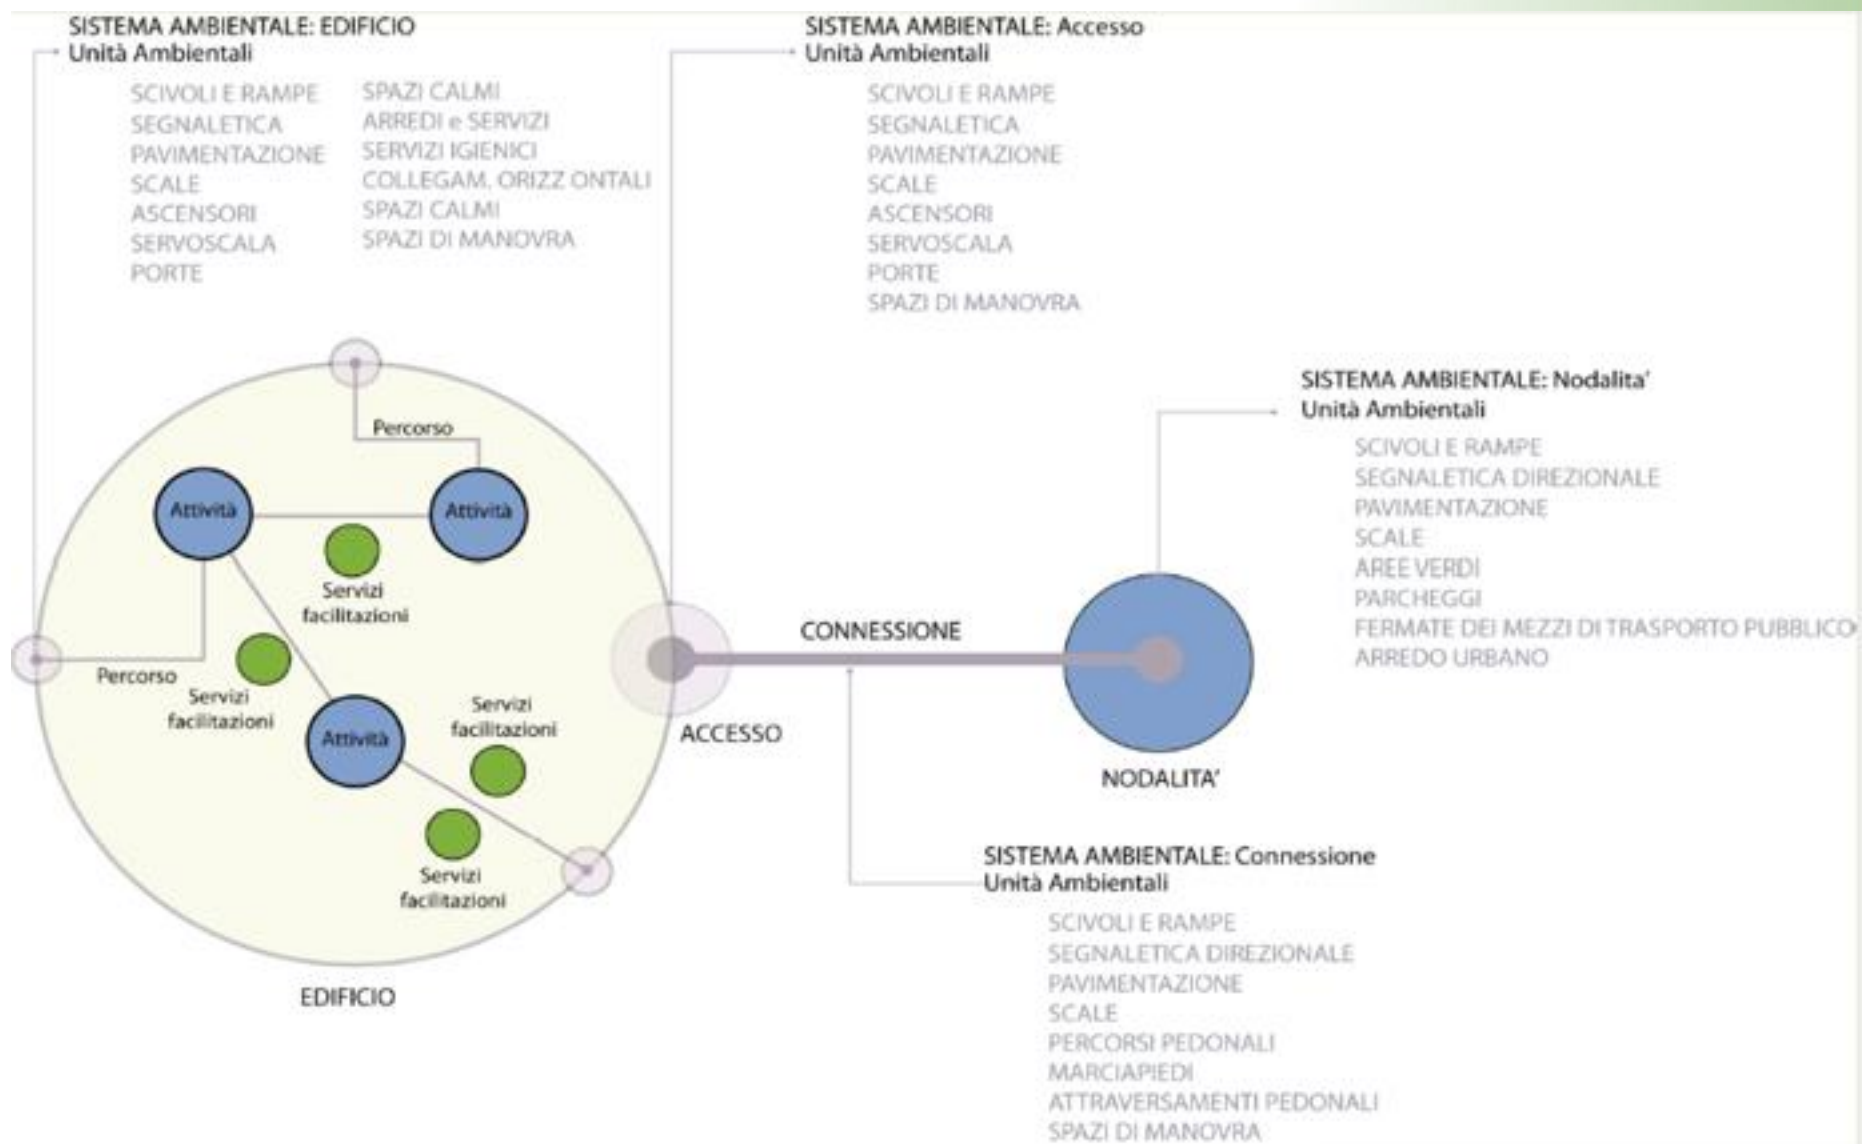 SISTEMA AMBIENTALE: EDIFICIO
Unità Ambientali
SCIVOLI E RAMPE
SEGNALETICA
PAVIMENTAZIONE
SCALE
ASCENSORI
SERVOSCALA
PORTE
SPAZI CALMI
ARREDI e SERVIZI
SERVIZI IGIENICI
COLLEGAM. ORIZZ ONTALI
SPAZI CALMI
SPAZI DI MANOVRA
SISTEMA AMBIENTALE: Accesso
Unità Ambientali
SCIVOLI E RAMPE
SEGNALETICA
PAVIMENTAZIONE
SCALE
ASCENSORI
SERVOSCALA
PORTE
SPAZI DI MANOVRA
SISTEMA AMBIENTALE: Nodalita'
Unità Ambientali
SCIVOLI E RAMPE
SEGNALETICA DIREZIONALE
PAVIMENTAZIONE
SCALE
AREE VERDI
PARCHEGGI
FERMATE DEI MEZZI DI TRASPORTO PUBBLICO
ARREDO URBANO
Percorso
Attività
Attività
Servizi
facilitazioni
Percorso
Servizi
facilitazioni
Attività
Servizi
facilitazioni
Servizi
facilitazioni
EDIFICIO
CONNESSIONE
ACCESSO
NODALITA'
SISTEMA AMBIENTALE: Connessione
Unità Ambientali
SCIVOLI E RAMPE
SEGNALETICA DIREZIONALE
PAVIMENTAZIONE
SCALE
PERCORSI PEDONALI
MARCIAPIEDI
ATTRAVERSAMENTI PEDONALI
SPAZI DI MANOVRA